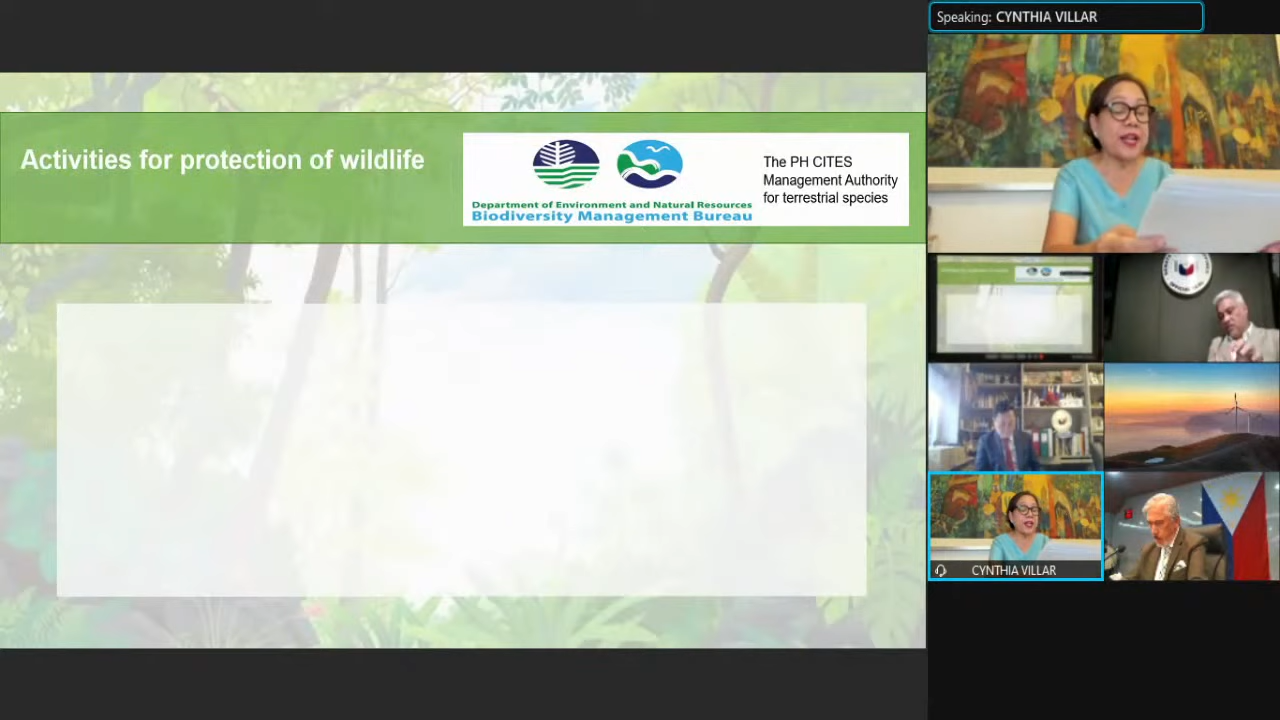 Speaking: CYNTHIA VILLAR
Activities for protection of wildlife
Department of Environment and Natural Resources
Biodiversity Management Bureau
The PH CITES
Management Authority
for terrestrial species
CYNTHIA VILLAR